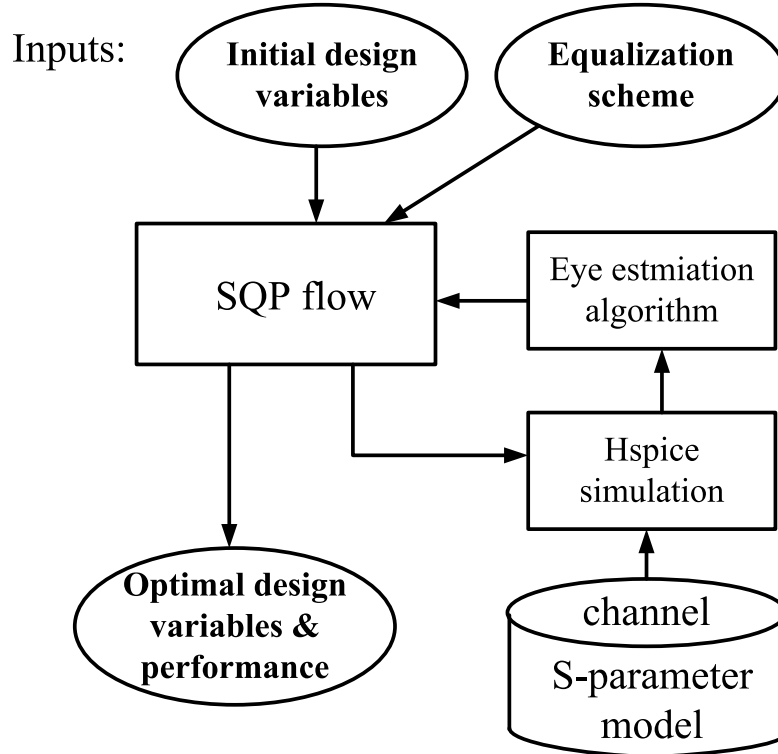 Inputs:
Initial design
variables
Equalization
scheme
SQP flow
Eye estmiation
algorithm
Hspice
simulation
Optimal design
variables &
performance
channel
S-parameter
model